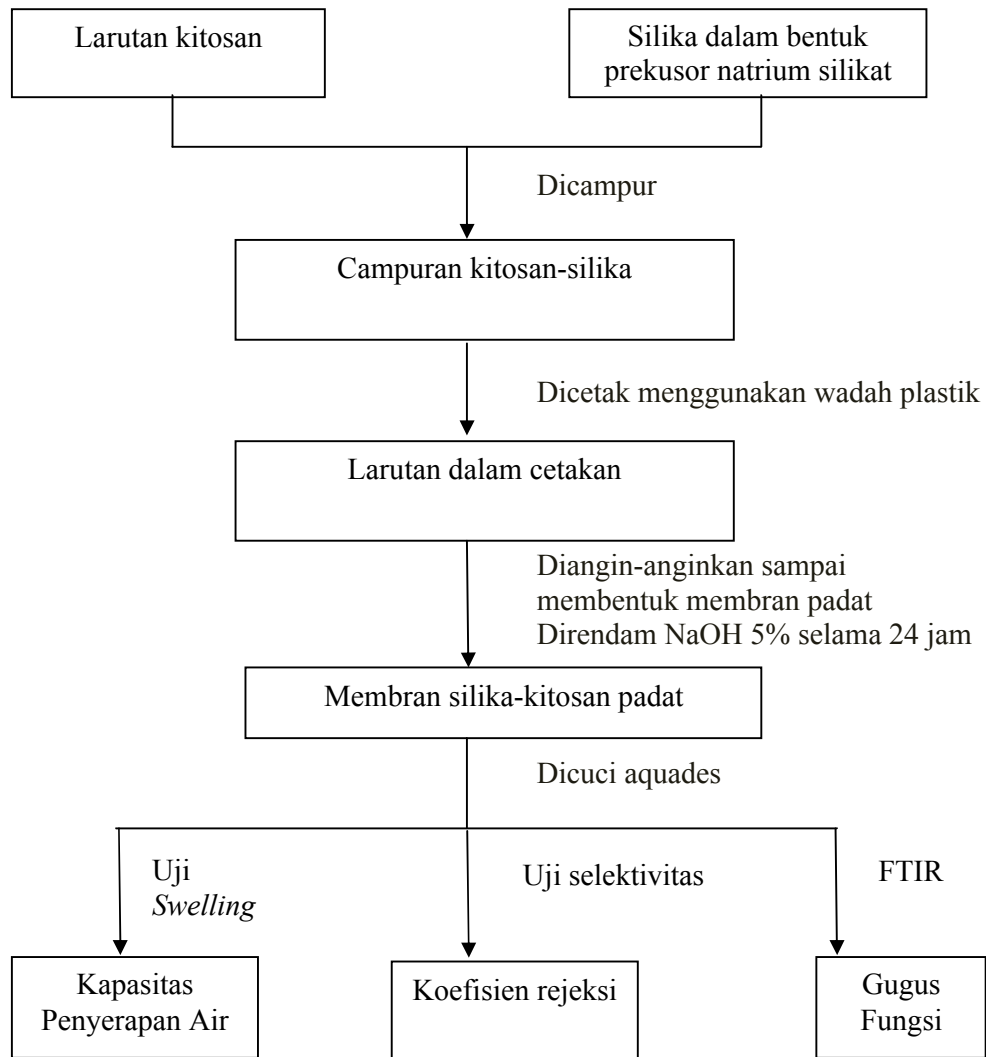 Larutan kitosan
Silika dalam bentuk
prekusor natrium silikat
Dicampur
Campuran kitosan-silika
Dicetak menggunakan wadah plastik
Larutan dalam cetakan
Diangin-anginkan sampai
membentuk membran padat
Direndam NaOH 5% selama 24 jam
Membran silika-kitosan padat
Dicuci aquades
Uji
Swelling
Uji selektivitas
FTIR
Kapasitas
Penyerapan Air
Koefisien rejeksi
Gugus
Fungsi